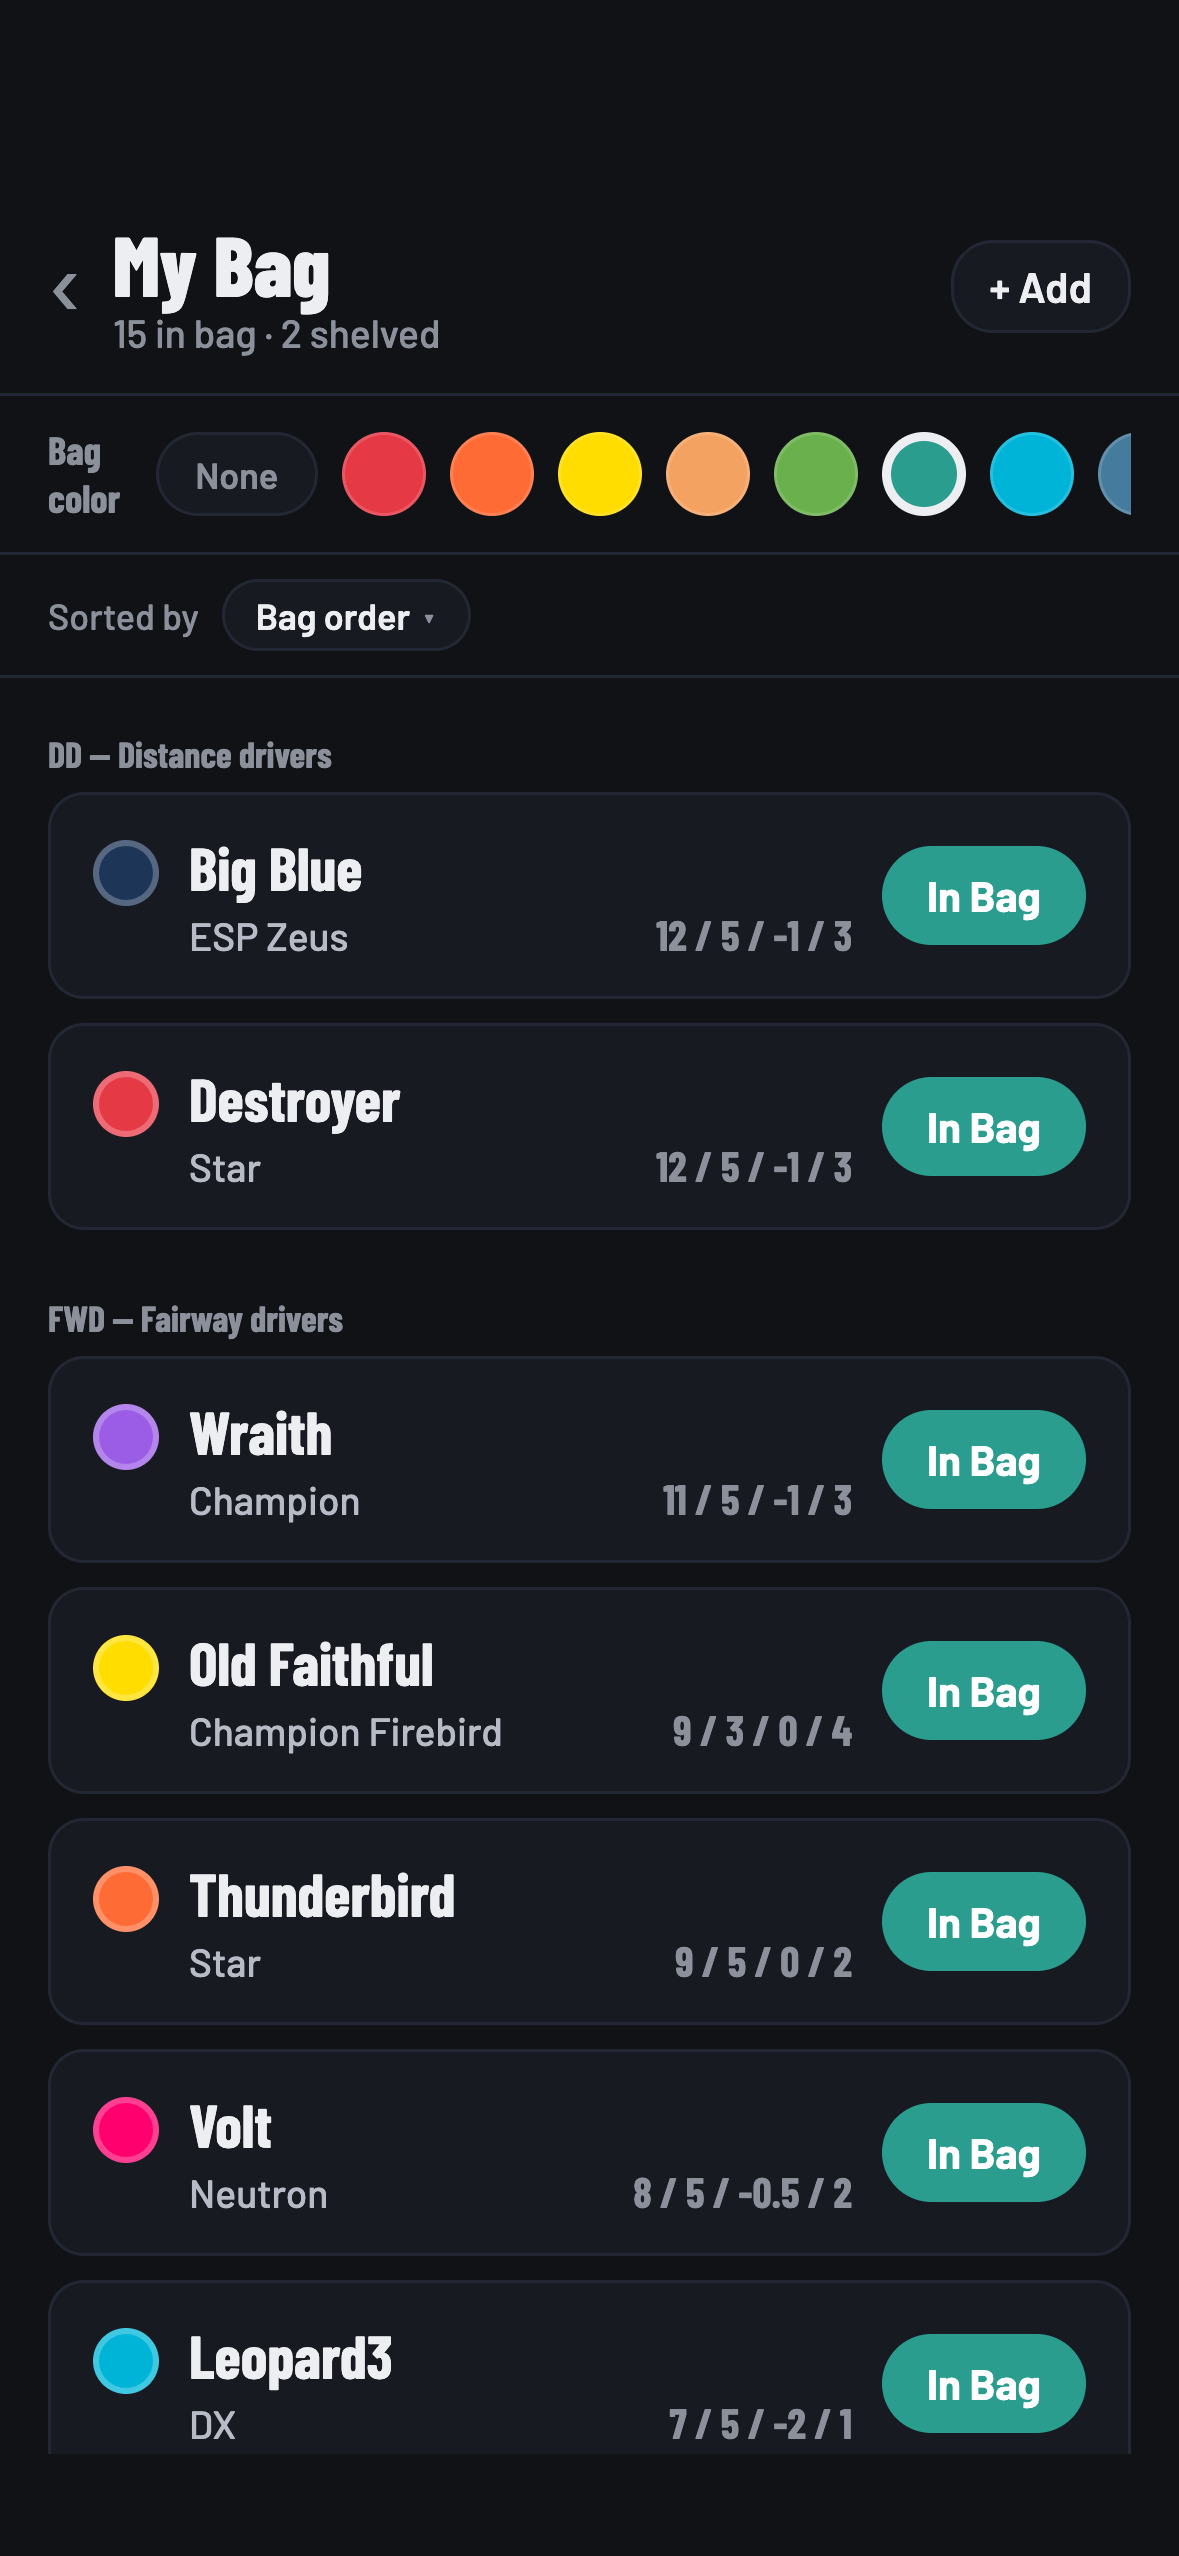 ‹ My Bag
15 in bag · 2 shelved
+ Add
Bag
color
None
Sorted by
Bag order ▾
DD — Distance drivers
Big Blue
ESP Zeus
12 / 5 / -1 / 3
In Bag
Destroyer
Star
12 / 5 / -1 / 3
In Bag
FWD — Fairway drivers
Wraith
Champion
11 / 5 / -1 / 3
In Bag
Old Faithful
Champion Firebird
9 / 3 / 0 / 4
In Bag
Thunderbird
Star
9 / 5 / 0 / 2
In Bag
Volt
Neutron
8 / 5 / -0.5 / 2
In Bag
Leopard3
DX
7 / 5 / -2 / 1
In Bag